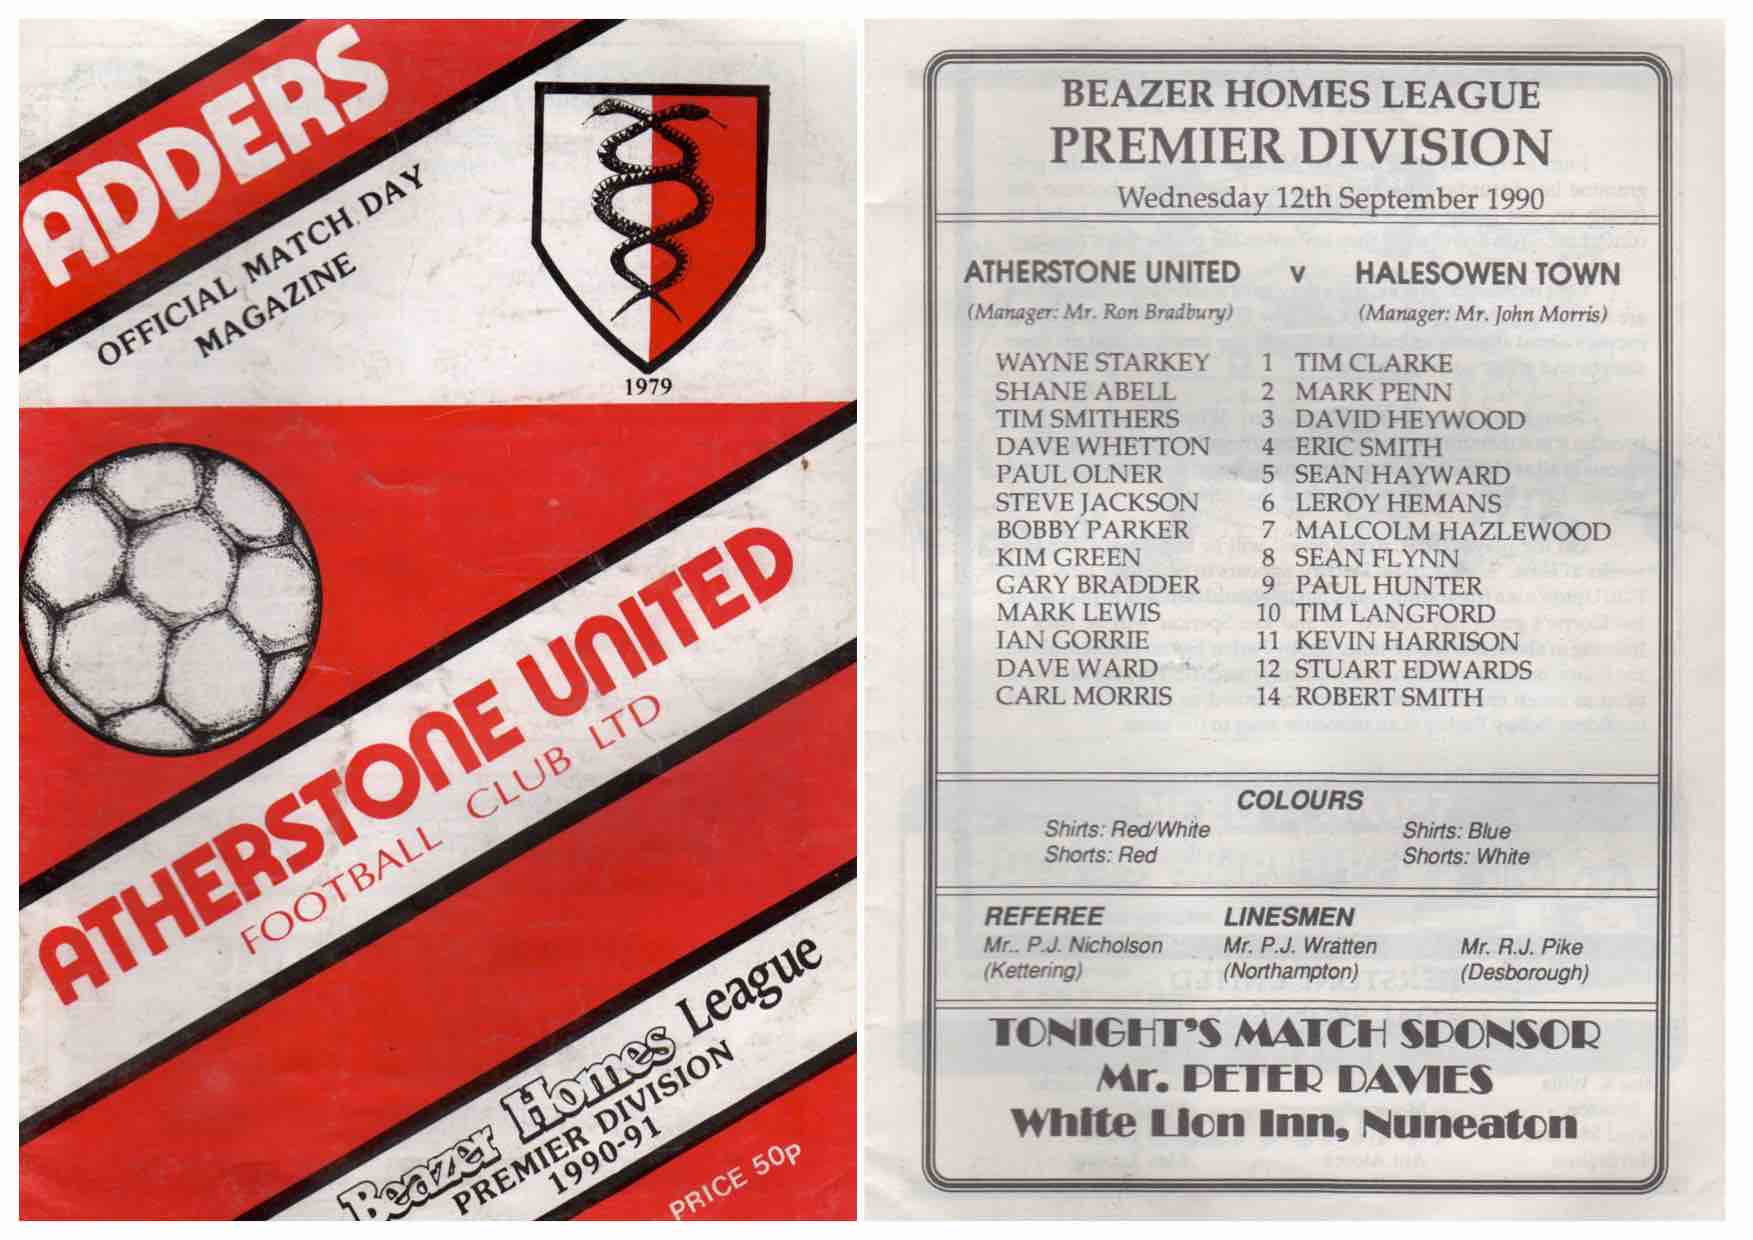 ADDERS
OFFICIAL MATCH DAY
MAGAZINE
1979
ATHERSTONE UNITED
FOOTBALL CLUB LTD
Beazer Homes League
PREMIER DIVISION
1990-91
PRICE 50p
BEAZER HOMES LEAGUE
PREMIER DIVISION
Wednesday 12th September 1990
ATHERSTONE UNITED v HALESOWEN TOWN
(Manager: Mr. Ron Bradbury) (Manager: Mr. John Morris)
WAYNE STARKEY 1 TIM CLARKE
SHANE ABELL 2 MARK PENN
TIM SMITHERS 3 DAVID HEYWOOD
DAVE WHETTON 4 ERIC SMITH
PAUL OLNER 5 SEAN HAYWARD
STEVE JACKSON 6 LEROY HEMANS
BOBBY PARKER 7 MALCOLM HAZLEWOOD
KIM GREEN 8 SEAN FLYNN
GARY BRADDER 9 PAUL HUNTER
MARK LEWIS 10 TIM LANGFORD
IAN GORRIE 11 KEVIN HARRISON
DAVE WARD 12 STUART EDWARDS
CARL MORRIS 14 ROBERT SMITH
COLOURS
Shirts: Red/White Shirts: Blue
Shorts: Red Shorts: White
REFEREE LINESMEN
Mr.. P.J. Nicholson Mr. P.J. Wratten Mr. R.J. Pike
(Kettering) (Northampton) (Desborough)
TONIGHT'S MATCH SPONSOR
Mr. PETER DAVIES
White Lion Inn, Nuneaton